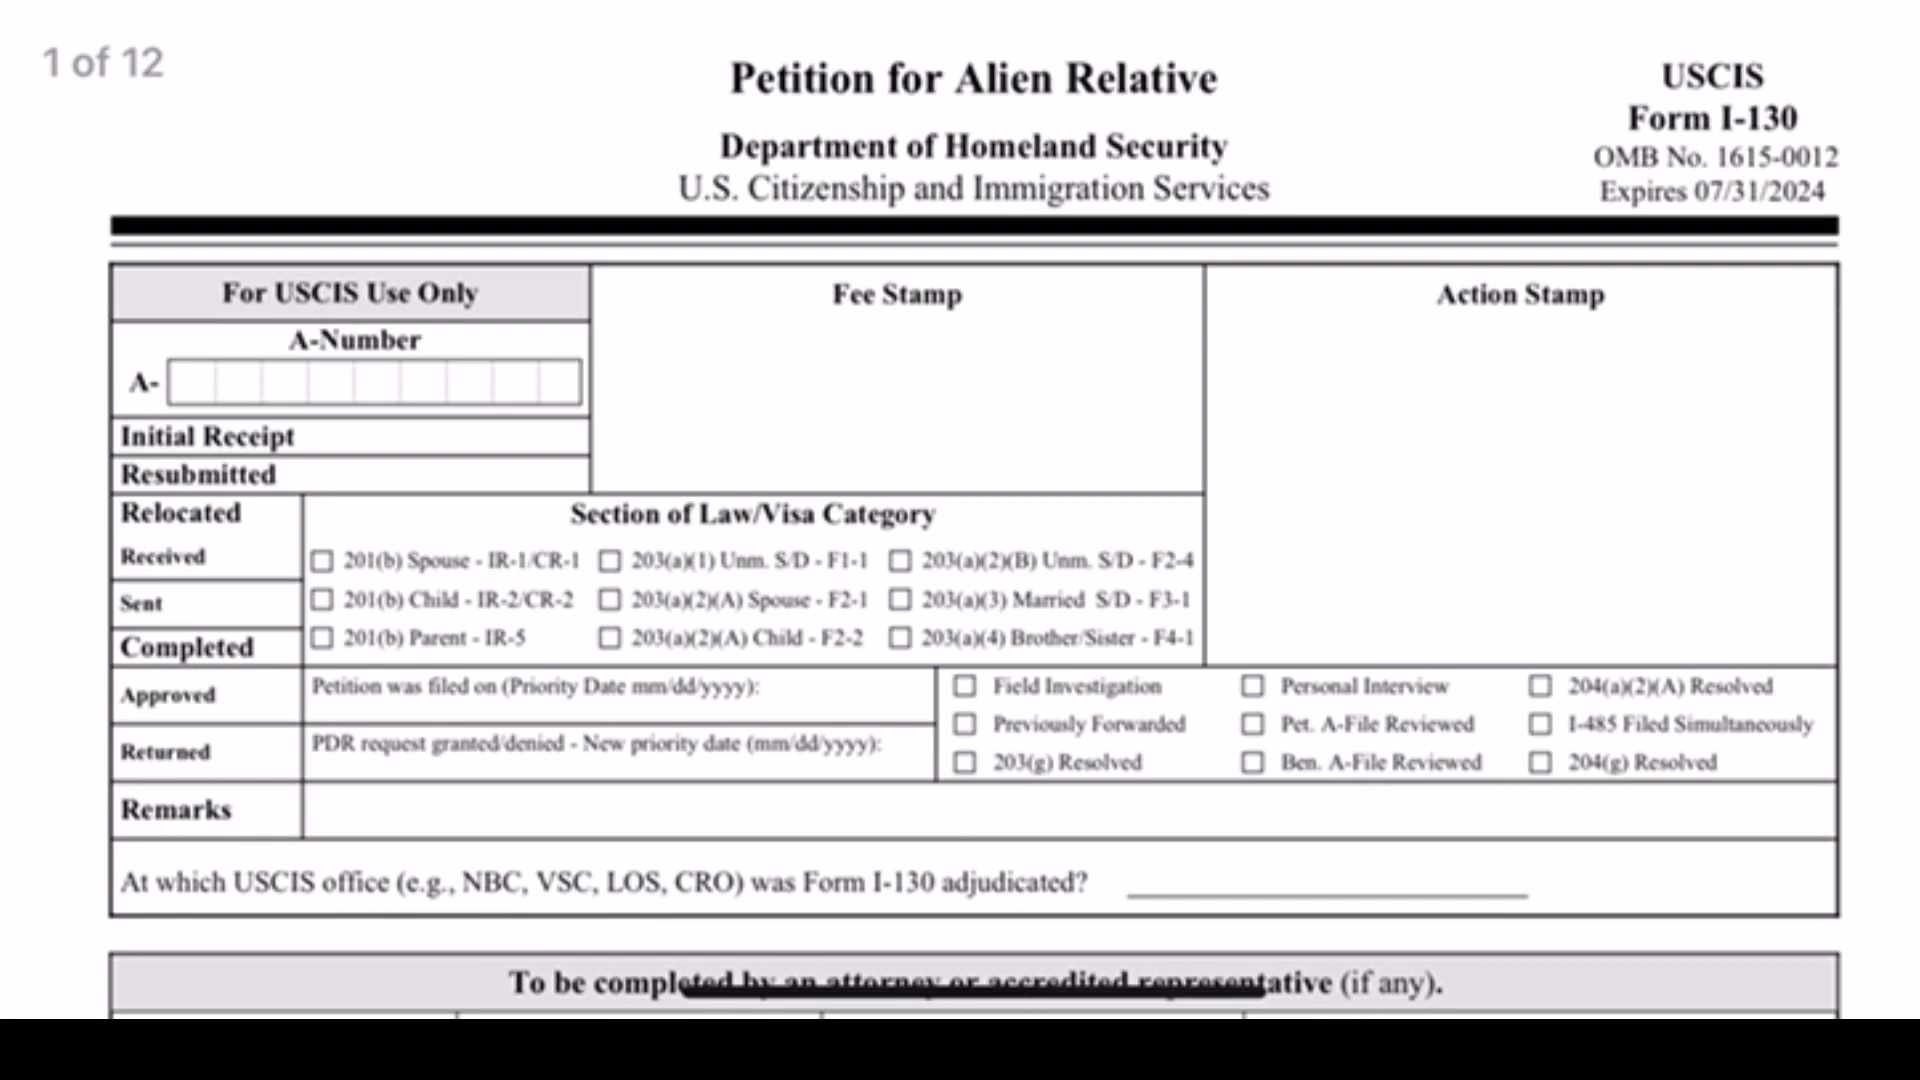 1 of 12
Petition for Alien Relative
Department of Homeland Security
U.S. Citizenship and Immigration Services
USCIS
Form I-130
OMB No. 1615-0012
Expires 07/31/2024
For USCIS Use Only
Fee Stamp
Action Stamp
A-Number
A-
Initial Receipt
Resubmitted
Relocated
Section of Law/Visa Category
Received
201(b) Spouse - IR-1/CR-1
203(a)(1) Unm. S/D - F1-1
203(a)(2)(B) Unm. S/D - F2-4
Sent
201(b) Child - IR-2/CR-2
203(a)(2)(A) Spouse - F2-1
203(a)(3) Married S/D - F3-1
Completed
201(b) Parent - IR-5
203(a)(2)(A) Child - F2-2
203(a)(4) Brother/Sister - F4-1
Approved
Petition was filed on (Priority Date mm/dd/yyyy):
Field Investigation
Personal Interview
204(a)(2)(A) Resolved
Previously Forwarded
Pet. A-File Reviewed
I-485 Filed Simultaneously
Returned
PDR request granted/denied - New priority date (mm/dd/yyyy):
203(g) Resolved
Ben. A-File Reviewed
204(g) Resolved
Remarks
At which USCIS office (e.g., NBC, VSC, LOS, CRO) was Form I-130 adjudicated?
To be completed by an attorney or accredited representative (if any).